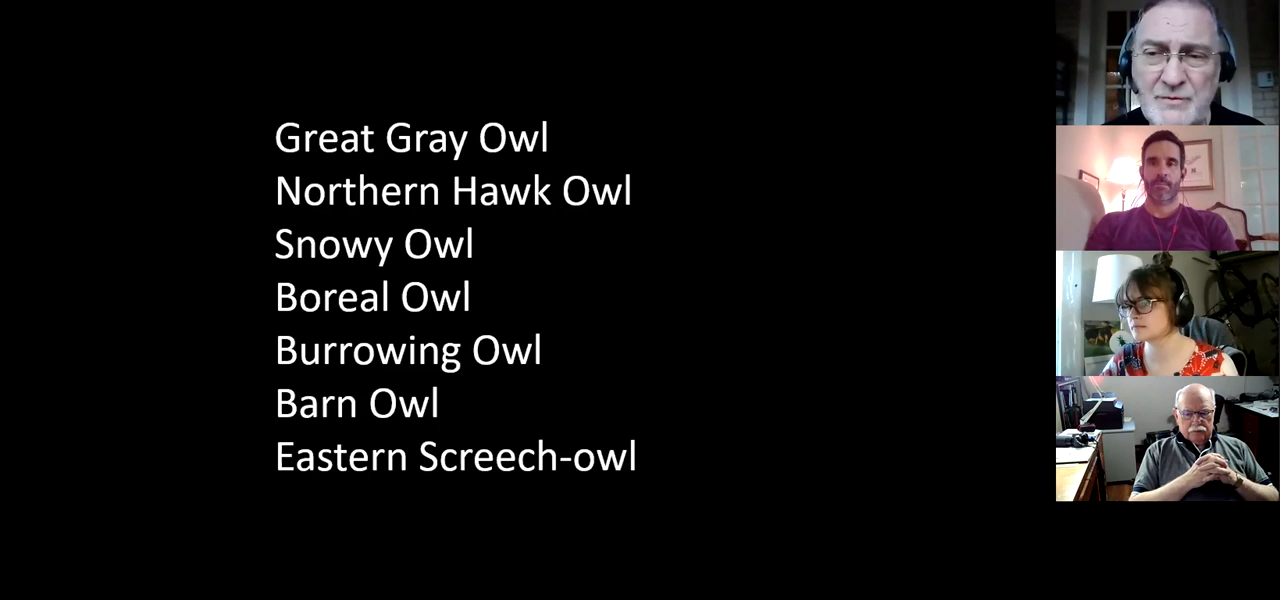 Great Gray Owl
Northern Hawk Owl
Snowy Owl
Boreal Owl
Burrowing Owl
Barn Owl
Eastern Screech-owl